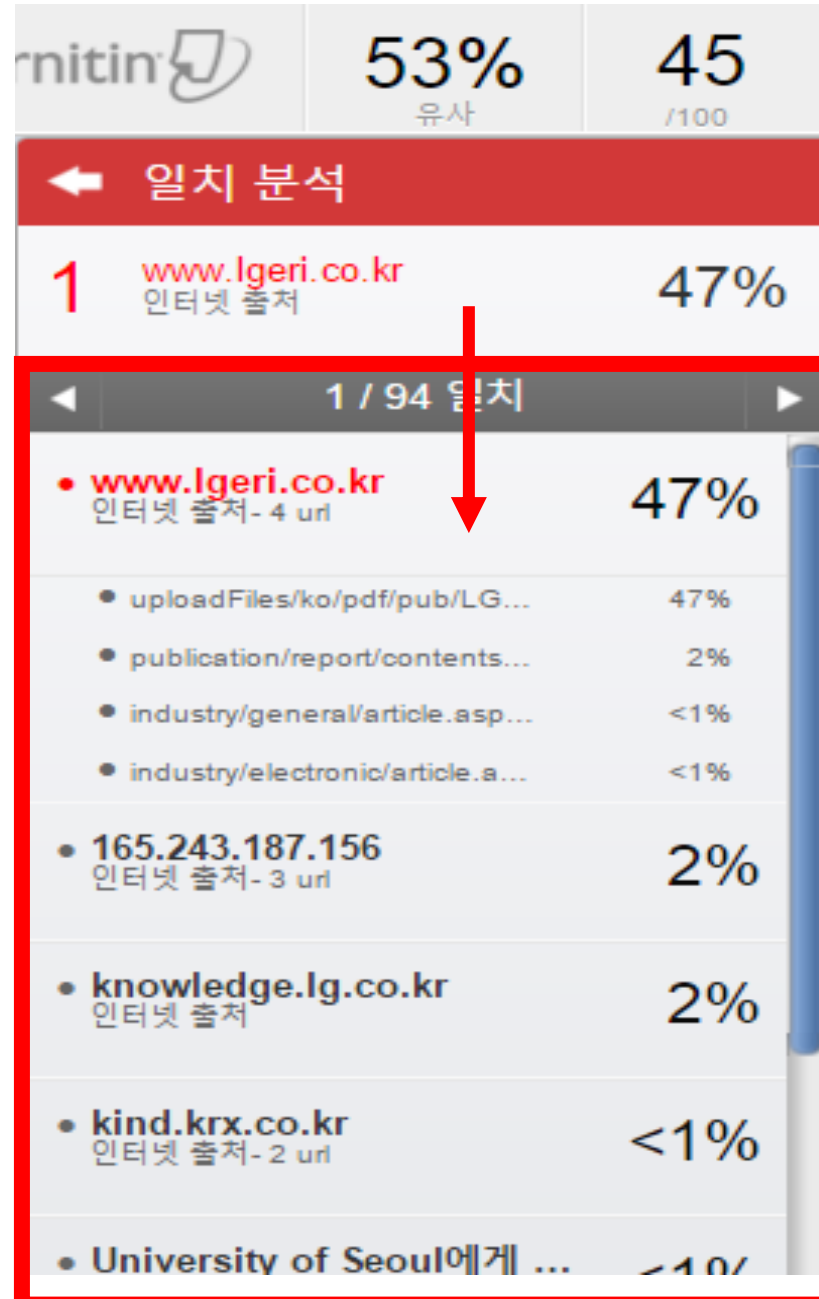 rnitin
53%
45
유사
/100
일치 분석
1
www.lgeri.co.kr
47%
인터넷 출처
1 / 94 일치
www.lgeri.co.kr
47%
인터넷 출처- 4 url
uploadFiles/ko/pdf/pub/LG... 47%
publication/report/contents... 2%
industry/general/article.asp... <1%
industry/electronic/article.a... <1%
165.243.187.156
2%
인터넷 출처- 3 url
knowledge.lg.co.kr
2%
인터넷 출처
kind.krx.co.kr
<1%
인터넷 출처- 2 url
University of Seoul에게 ... <1%